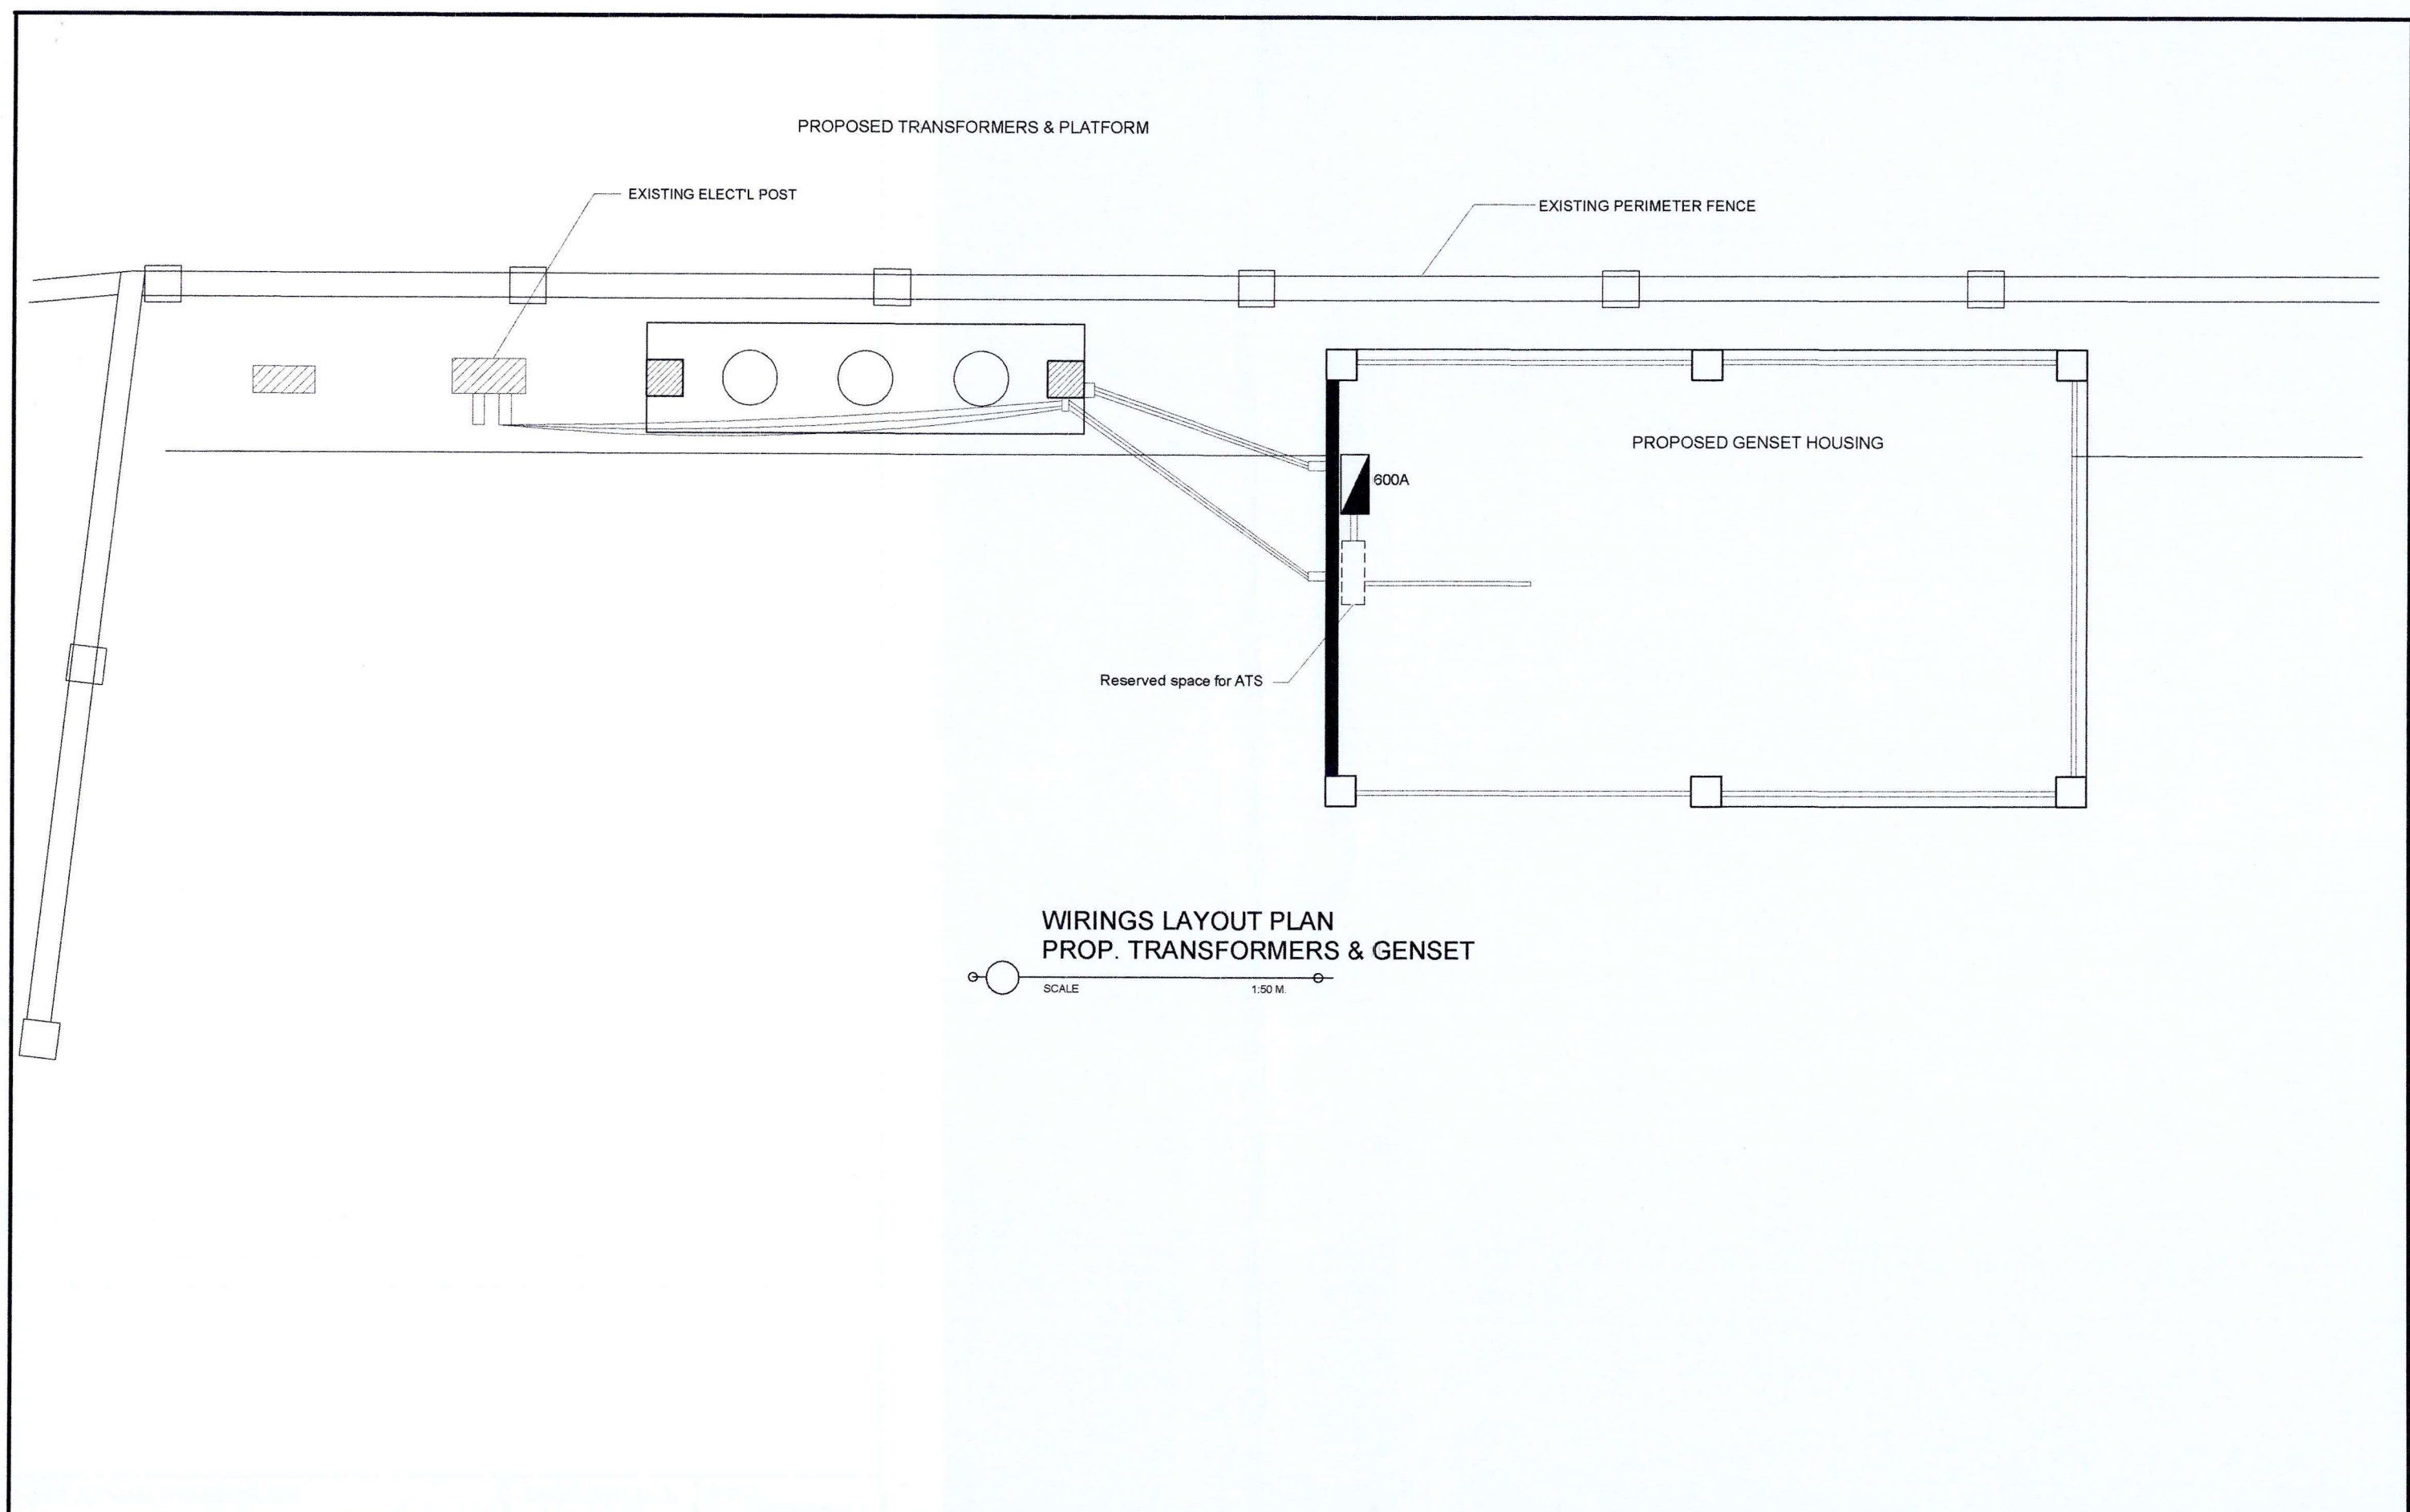 PROPOSED TRANSFORMERS & PLATFORM
EXISTING ELECT'L POST
EXISTING PERIMETER FENCE
PROPOSED GENSET HOUSING
600A
Reserved space for ATS
WIRINGS LAYOUT PLAN
PROP. TRANSFORMERS & GENSET
SCALE 1:50 M.